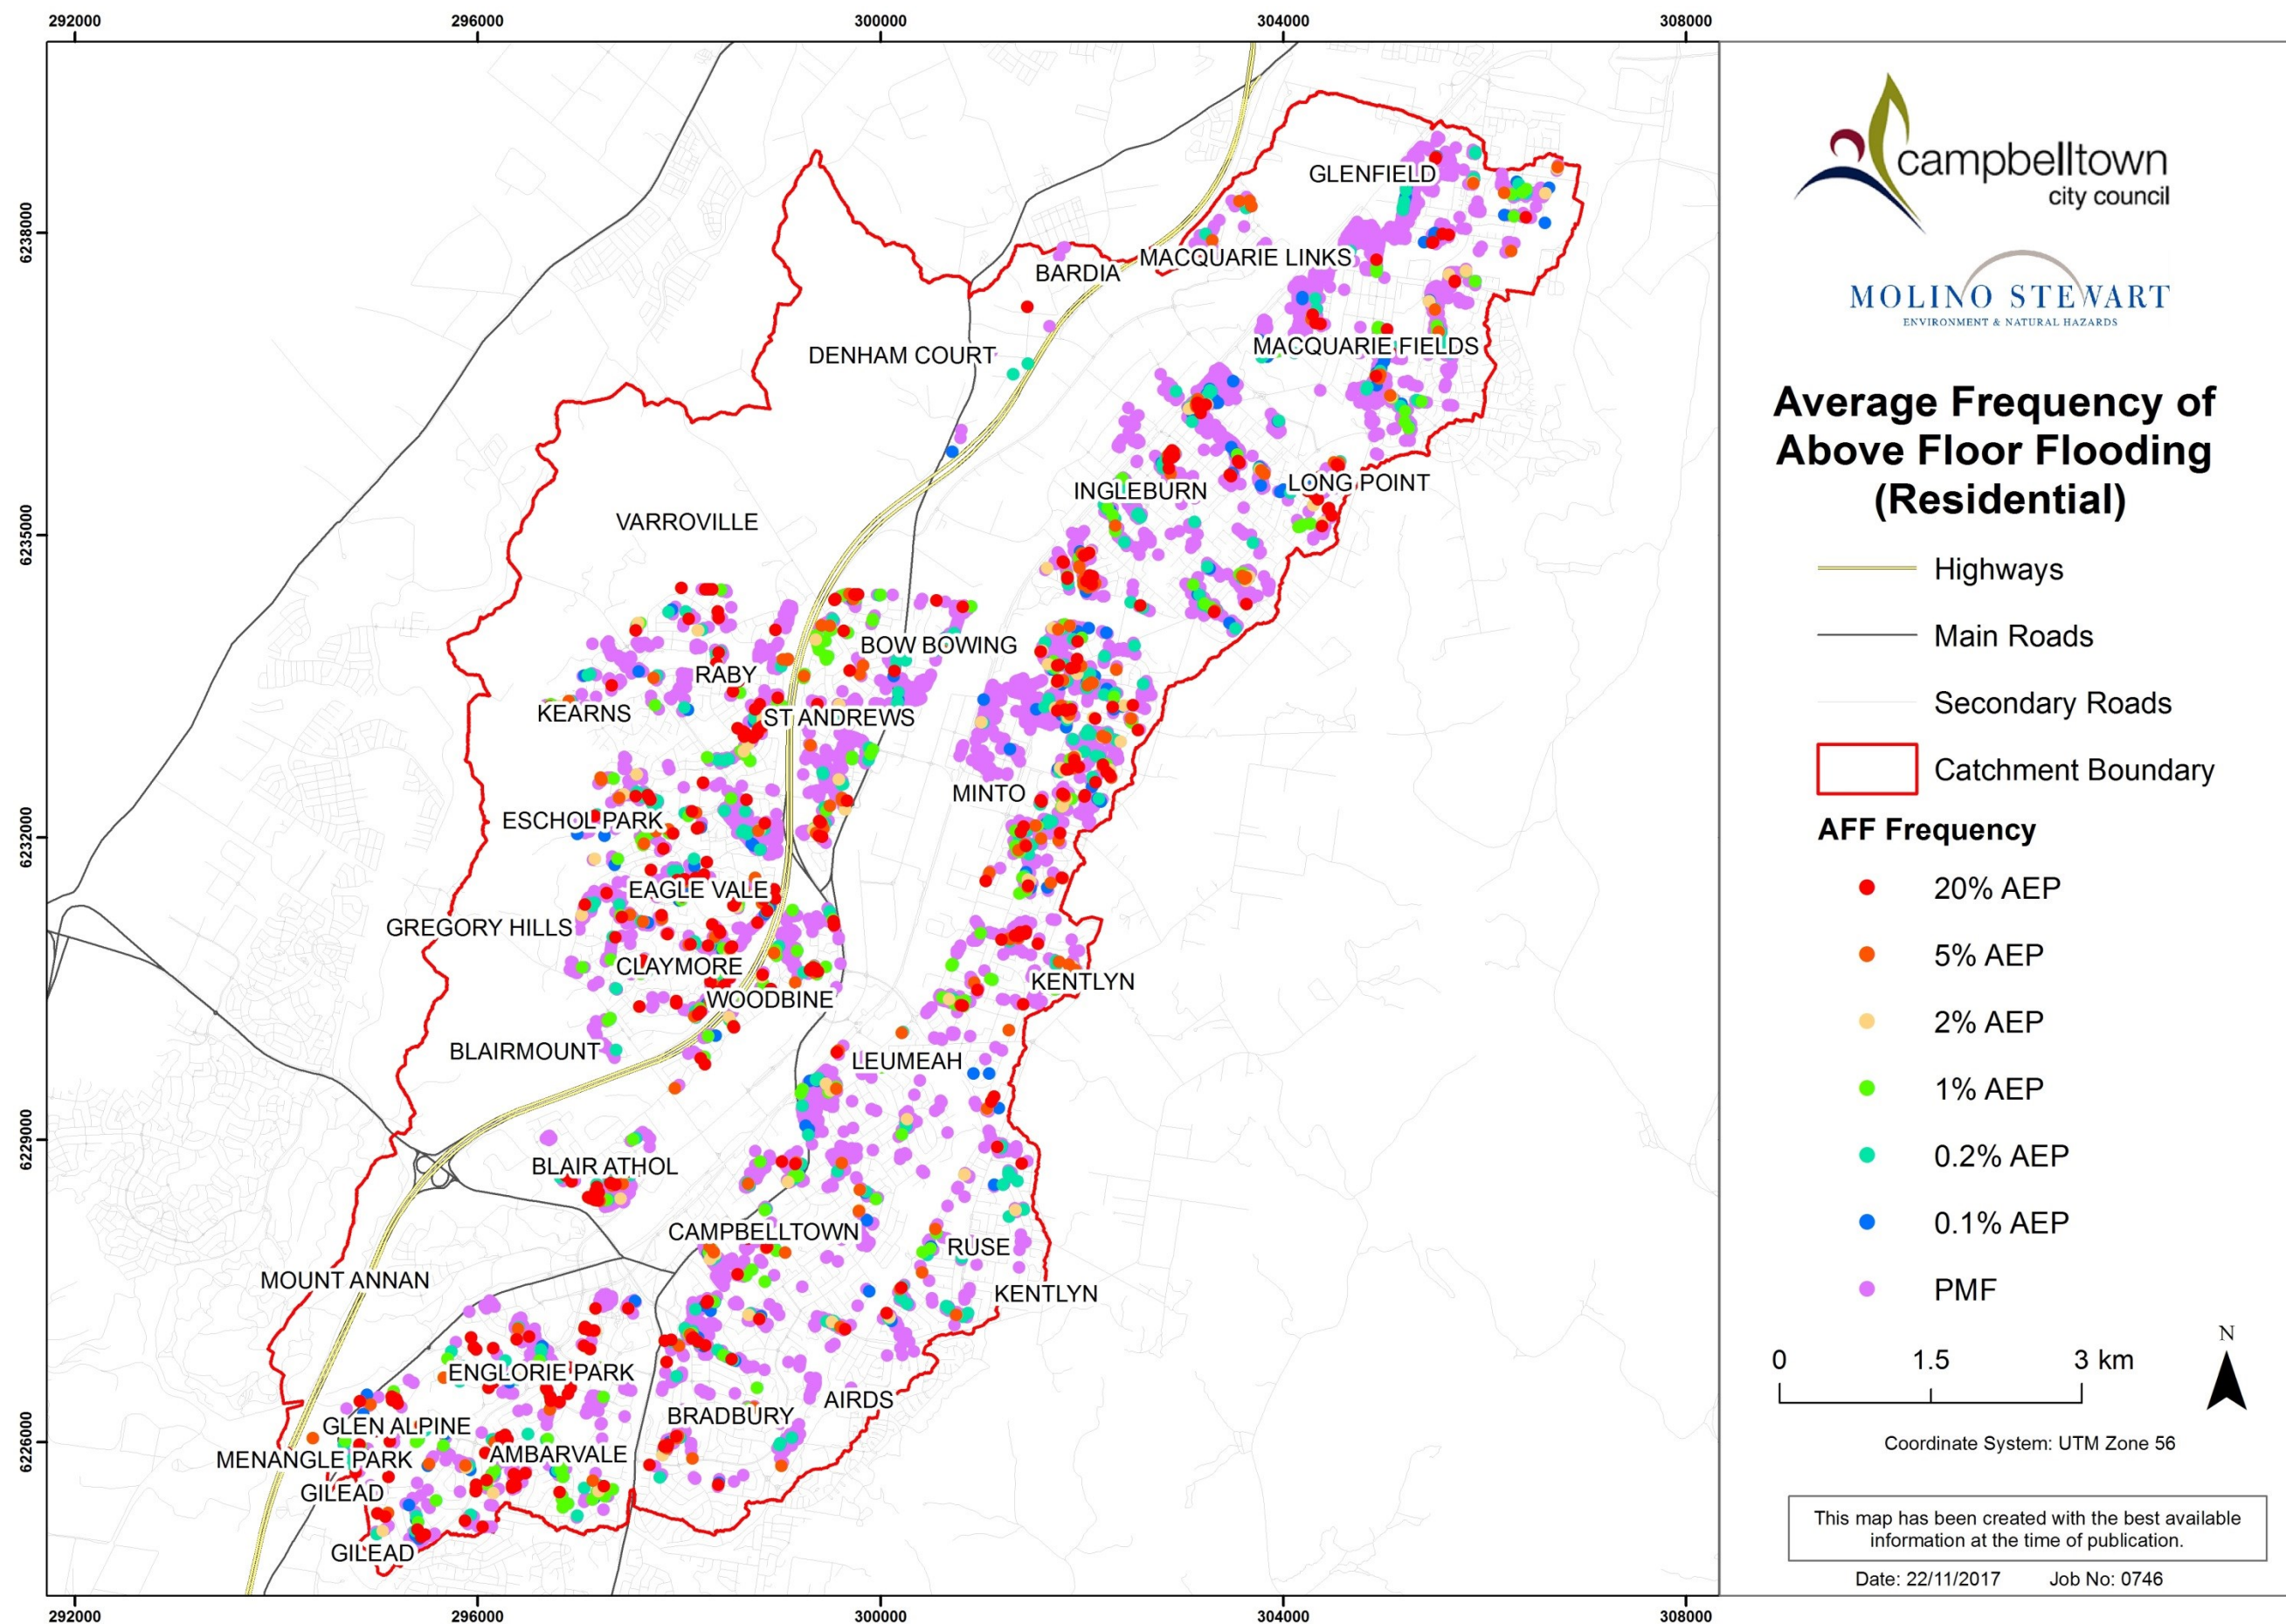 292000
296000
300000
304000
308000
6238000
6235000
6232000
6229000
6226000
GLENFIELD
MACQUARIE LINKS
BARDIA
DENHAM COURT
MACQUARIE FIELDS
INGLEBURN
LONG POINT
VARROVILLE
BOW BOWING
RABY
KEARNS
ST ANDREWS
MINTO
ESCHOL PARK
EAGLE VALE
GREGORY HILLS
CLAYMORE
KENTLYN
WOODBINE
BLAIRMOUNT
LEUMEAH
BLAIR ATHOL
CAMPBELLTOWN
RUSE
MOUNT ANNAN
KENTLYN
ENGLORIE PARK
AIRDS
BRADBURY
GLEN ALPINE
AMBARVALE
MENANGLE PARK
GILEAD
GILEAD
292000
296000
300000
304000
308000
campbelltown
city council
MOLINO STEWART
ENVIRONMENT & NATURAL HAZARDS
Average Frequency of
Above Floor Flooding
(Residential)
Highways
Main Roads
Secondary Roads
Catchment Boundary
AFF Frequency
20% AEP
5% AEP
2% AEP
1% AEP
0.2% AEP
0.1% AEP
PMF
0 1.5 3 km
N
Coordinate System: UTM Zone 56
This map has been created with the best available
information at the time of publication.
Date: 22/11/2017 Job No: 0746